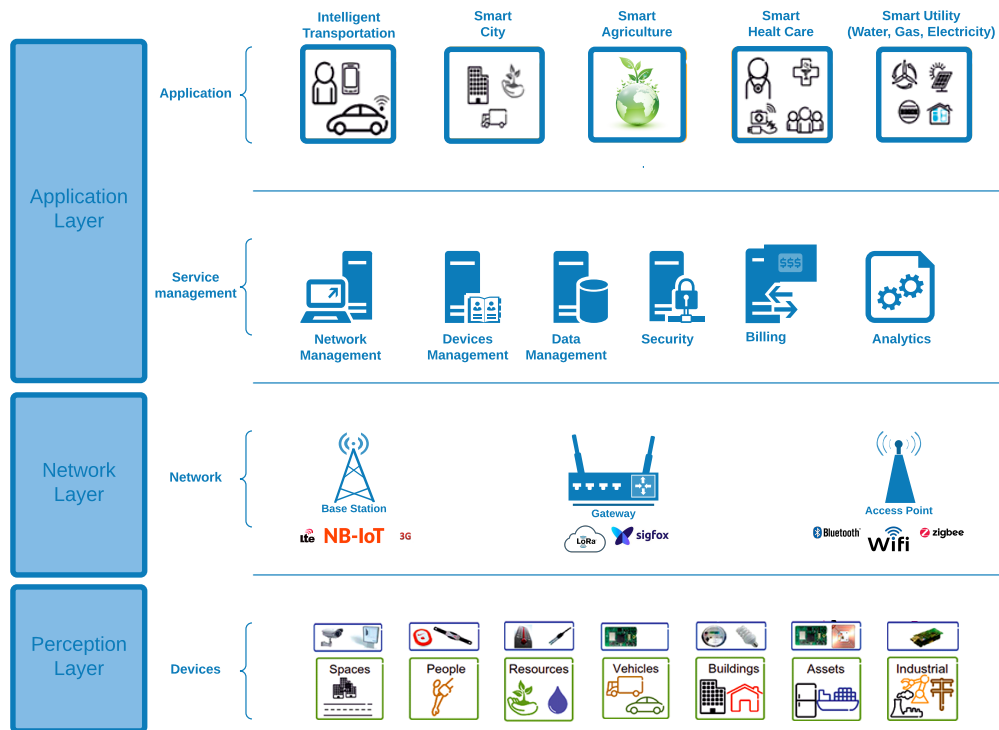 Intelligent
Transportation
Smart
City
Smart
Agriculture
Smart
Healt Care
Smart Utility
(Water, Gas, Electricity)
Application
Layer
Application
Service
management
$$$
Network
Management
Devices
Management
Data
Management
Security
Billing
Analytics
Network
Layer
Network
Base Station
Gateway
Access Point
Lte
NB-IoT
3G
LoRa
sigfox
Bluetooth
WiFi
zigbee
Perception
Layer
Devices
Spaces
People
Resources
Vehicles
Buildings
Assets
Industrial